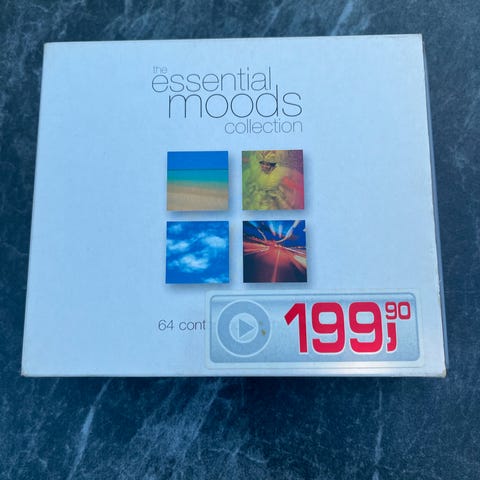 the
essential
moods
collection
64 cont
199,90